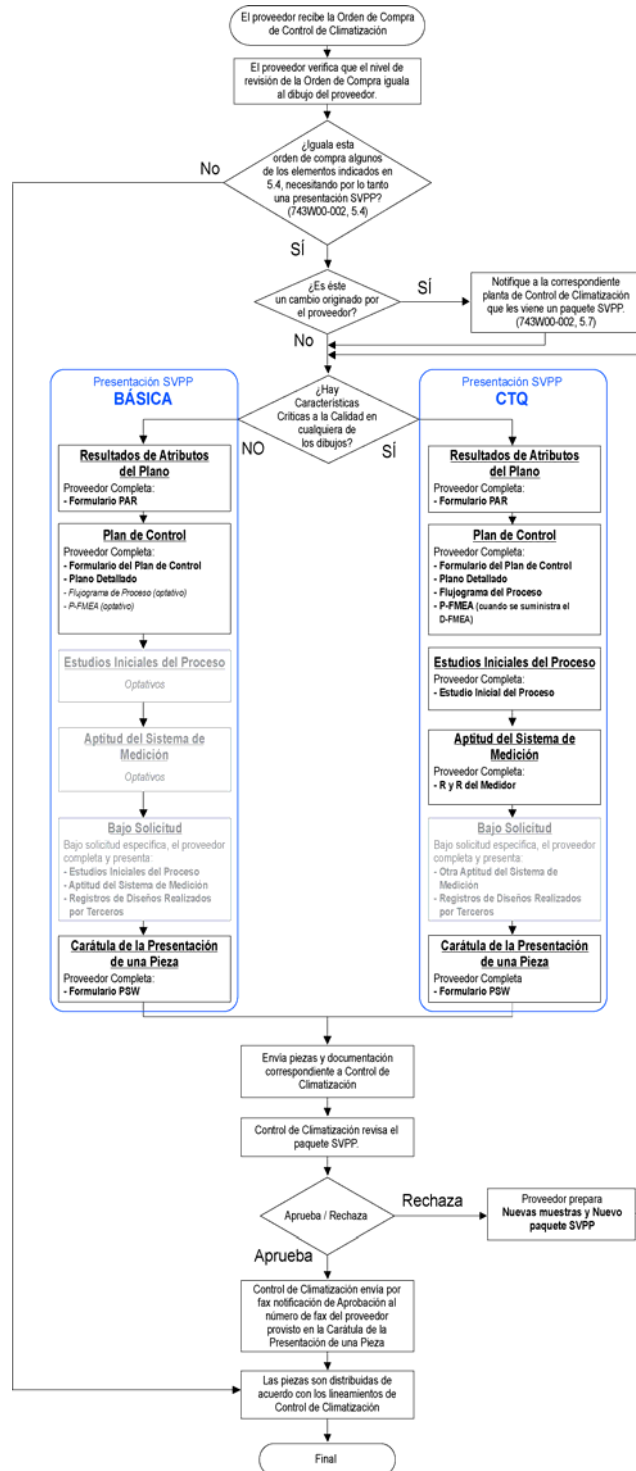 El proveedor recibe la Orden de Compra
de Control de Climatización
El proveedor verifica que el nivel de
revisión de la Orden de Compra iguala
al dibujo del proveedor.
¿Iguala esta
orden de compra algunos
de los elementos indicados en
5.4, necesitando por lo tanto
una presentación SVPP?
(743W00-002, 5.4)
No
SÍ
¿Es éste
un cambio originado por
el proveedor?
SÍ
No
Notifique a la correspondiente
planta de Control de Climatización
que les viene un paquete SVPP.
(743W00-002, 5.7)
¿Hay
Características
Críticas a la Calidad en
cualquiera de
los dibujos?
NO
SÍ
Presentación SVPP
BÁSICA
Resultados de Atributos
del Plano
Proveedor Completa:
- Formulario PAR
Plan de Control
Proveedor Completa:
- Formulario del Plan de Control
- Plano Detallado
- Flujograma de Proceso (optativo)
- P-FMEA (optativo)
Estudios Iniciales del Proceso
Optativos
Aptitud del Sistema de
Medición
Optativos
Bajo Solicitud
Bajo solicitud específica, el proveedor
completa y presenta:
- Estudios Iniciales del Proceso
- Aptitud del Sistema de Medición
- Registros de Diseños Realizados
por Terceros
Carátula de la Presentación
de una Pieza
Proveedor Completa:
- Formulario PSW
Presentación SVPP
CTQ
Resultados de Atributos
del Plano
Proveedor Completa:
- Formulario PAR
Plan de Control
Proveedor Completa:
- Formulario del Plan de Control
- Plano Detallado
- Flujograma del Proceso
- P-FMEA (cuando se suministra el
D-FMEA)
Estudios Iniciales del Proceso
Proveedor Completa:
- Estudio Inicial del Proceso
Aptitud del Sistema de
Medición
Proveedor Completa:
- R y R del Medidor
Bajo Solicitud
Bajo solicitud específica, el proveedor
completa y presenta:
- Otra Aptitud del Sistema de
Medición
- Registros de Diseños Realizados
por Terceros
Carátula de la Presentación
de una Pieza
Proveedor Completa
- Formulario PSW
Envía piezas y documentación
correspondiente a Control de
Climatización
Control de Climatización revisa el
paquete SVPP.
Aprueba / Rechaza
Rechaza
Proveedor prepara
Nuevas muestras y Nuevo
paquete SVPP
Aprueba
Control de Climatización envía por
fax notificación de Aprobación al
número de fax del proveedor
provisto en la Carátula de la
Presentación de una Pieza
Las piezas son distribuidas de
acuerdo con los lineamientos de
Control de Climatización
Final